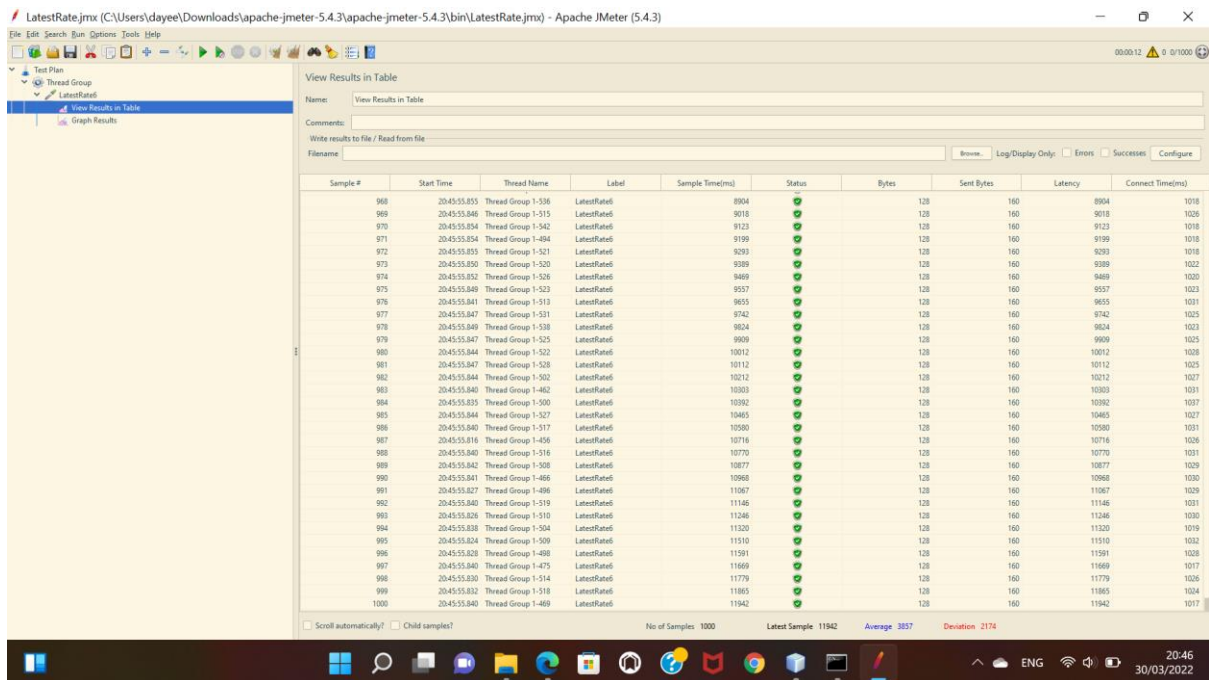 LatestRate.jmx (C:\Users\dayee\Downloads\apache-jmeter-5.4.3\apache-jmeter-5.4.3\bin\LatestRate.jmx) - Apache JMeter (5.4.3)
File Edit Search Run Options Tools Help
00:00:12 0 0/1000
Test Plan
Thread Group
LatestRate6
View Results in Table
Graph Results
View Results in Table
Name: View Results in Table
Comments:
Write results to file / Read from file
Filename Browse... Log/Display Only: Errors Successes Configure
Sample # Start Time Thread Name Label Sample Time(ms) Status Bytes Sent Bytes Latency Connect Time(ms)
968 20:45:55.855 Thread Group 1-536 LatestRate6 8904 128 160 8904 1018
969 20:45:55.846 Thread Group 1-515 LatestRate6 9018 128 160 9018 1026
970 20:45:55.854 Thread Group 1-542 LatestRate6 9123 128 160 9123 1018
971 20:45:55.854 Thread Group 1-494 LatestRate6 9199 128 160 9199 1018
972 20:45:55.855 Thread Group 1-521 LatestRate6 9293 128 160 9293 1018
973 20:45:55.850 Thread Group 1-520 LatestRate6 9389 128 160 9389 1022
974 20:45:55.852 Thread Group 1-526 LatestRate6 9469 128 160 9469 1020
975 20:45:55.849 Thread Group 1-523 LatestRate6 9557 128 160 9557 1023
976 20:45:55.841 Thread Group 1-513 LatestRate6 9655 128 160 9655 1031
977 20:45:55.847 Thread Group 1-531 LatestRate6 9742 128 160 9742 1025
978 20:45:55.849 Thread Group 1-538 LatestRate6 9824 128 160 9824 1023
979 20:45:55.847 Thread Group 1-525 LatestRate6 9909 128 160 9909 1025
980 20:45:55.844 Thread Group 1-522 LatestRate6 10012 128 160 10012 1028
981 20:45:55.847 Thread Group 1-528 LatestRate6 10112 128 160 10112 1025
982 20:45:55.844 Thread Group 1-502 LatestRate6 10212 128 160 10212 1027
983 20:45:55.840 Thread Group 1-462 LatestRate6 10303 128 160 10303 1031
984 20:45:55.835 Thread Group 1-500 LatestRate6 10392 128 160 10392 1037
985 20:45:55.844 Thread Group 1-527 LatestRate6 10465 128 160 10465 1027
986 20:45:55.840 Thread Group 1-517 LatestRate6 10580 128 160 10580 1031
987 20:45:55.816 Thread Group 1-456 LatestRate6 10716 128 160 10716 1026
988 20:45:55.840 Thread Group 1-516 LatestRate6 10770 128 160 10770 1031
989 20:45:55.842 Thread Group 1-508 LatestRate6 10877 128 160 10877 1029
990 20:45:55.841 Thread Group 1-466 LatestRate6 10968 128 160 10968 1030
991 20:45:55.827 Thread Group 1-496 LatestRate6 11067 128 160 11067 1029
992 20:45:55.840 Thread Group 1-519 LatestRate6 11146 128 160 11146 1031
993 20:45:55.826 Thread Group 1-510 LatestRate6 11246 128 160 11246 1030
994 20:45:55.838 Thread Group 1-504 LatestRate6 11320 128 160 11320 1019
995 20:45:55.824 Thread Group 1-509 LatestRate6 11510 128 160 11510 1032
996 20:45:55.828 Thread Group 1-498 LatestRate6 11591 128 160 11591 1028
997 20:45:55.840 Thread Group 1-475 LatestRate6 11669 128 160 11669 1017
998 20:45:55.830 Thread Group 1-514 LatestRate6 11779 128 160 11779 1026
999 20:45:55.832 Thread Group 1-518 LatestRate6 11865 128 160 11865 1024
1000 20:45:55.840 Thread Group 1-469 LatestRate6 11942 128 160 11942 1017
Scroll automatically? Child samples? No of Samples 1000 Latest Sample 11942 Average 3857 Deviation 2174
ENG 20:46
30/03/2022